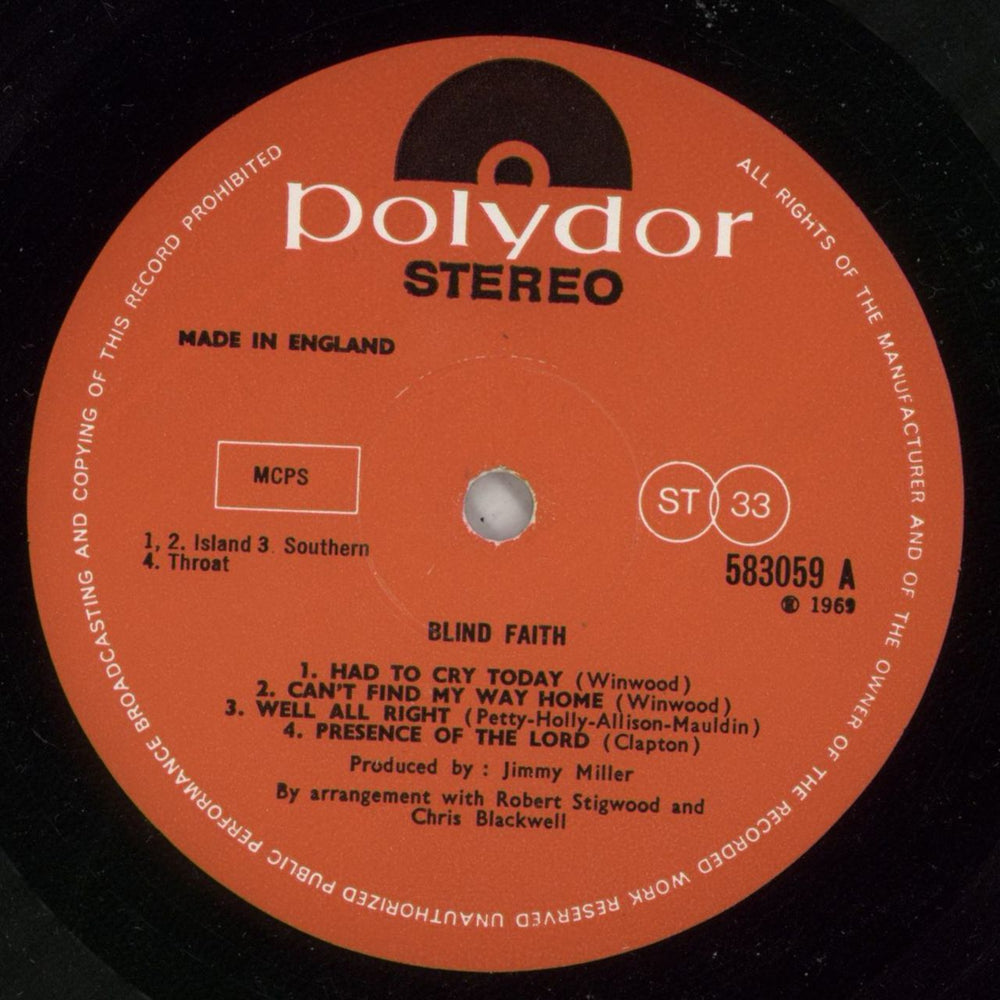 polydor
STEREO
MADE IN ENGLAND
MCPS
ST 33
1, 2. Island 3. Southern
4. Throat
583059 A
℗ 1969
BLIND FAITH
1. HAD TO CRY TODAY (Winwood)
2. CAN'T FIND MY WAY HOME (Winwood)
3. WELL ALL RIGHT (Petty-Holly-Allison-Mauldin)
4. PRESENCE OF THE LORD (Clapton)
Produced by : Jimmy Miller
By arrangement with Robert Stigwood and
Chris Blackwell
ALL RIGHTS OF THE MANUFACTURER AND OF THE OWNER OF THE RECORDED WORK RESERVED UNAUTHORIZED PUBLIC PERFORMANCE BROADCASTING AND COPYING OF THIS RECORD PROHIBITED